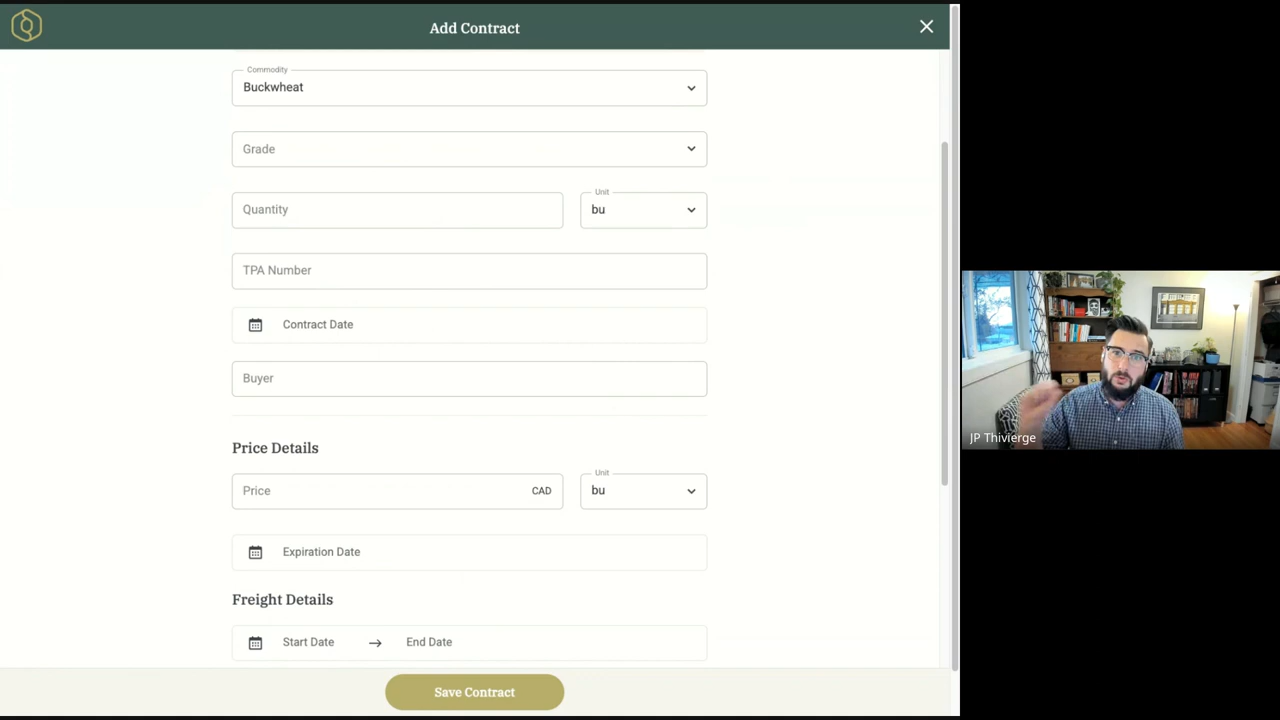 Add Contract
Commodity
Buckwheat
Grade
Quantity
Unit
bu
TPA Number
Contract Date
Buyer
Price Details
Price
CAD
Unit
bu
Expiration Date
Freight Details
Start Date → End Date
Save Contract
JP Thivierge